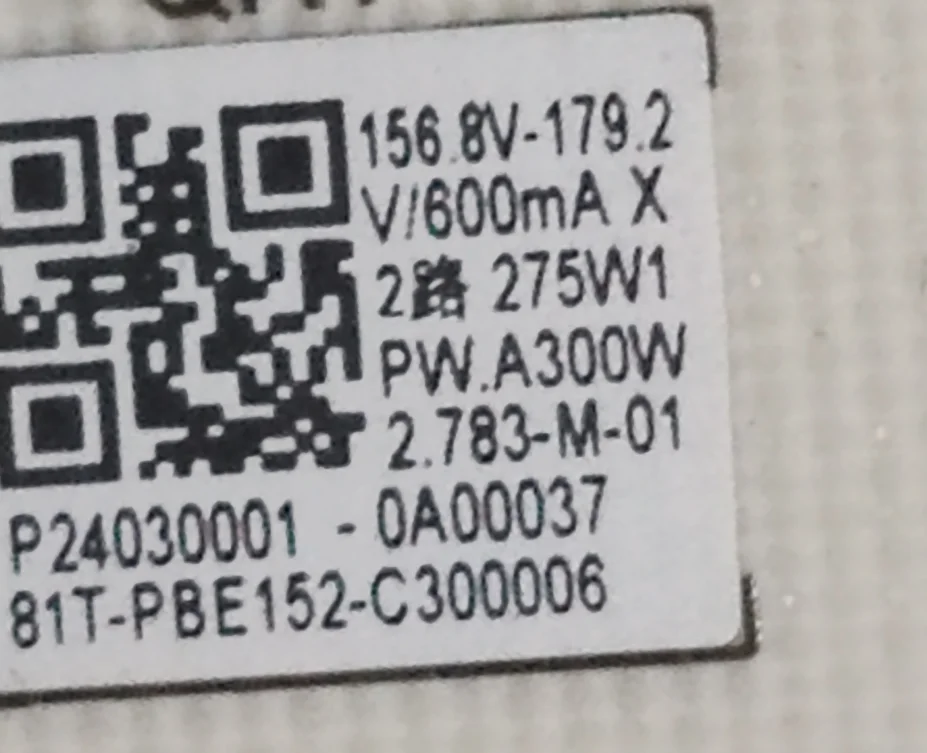 156.8V-179.2
V/600mA X
2路 275W1
PW.A300W
2.783-M-01
P24030001 - 0A00037
81T-PBE152-C300006